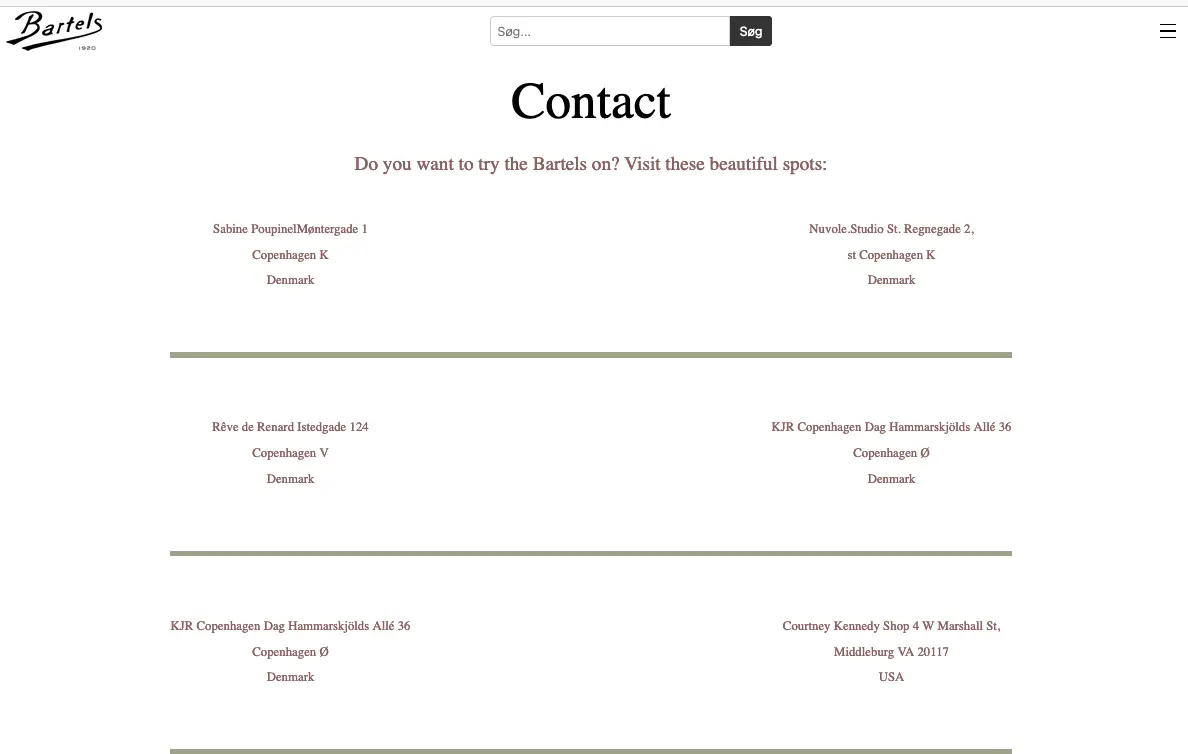 Bartels
1920
Søg...
Søg
Contact
Do you want to try the Bartels on? Visit these beautiful spots:
Sabine PoupinelMøntergade 1
Copenhagen K
Denmark
Nuvole.Studio St. Regnegade 2,
st Copenhagen K
Denmark
Rêve de Renard Istedgade 124
Copenhagen V
Denmark
KJR Copenhagen Dag Hammarskjölds Allé 36
Copenhagen Ø
Denmark
KJR Copenhagen Dag Hammarskjölds Allé 36
Copenhagen Ø
Denmark
Courtney Kennedy Shop 4 W Marshall St,
Middleburg VA 20117
USA